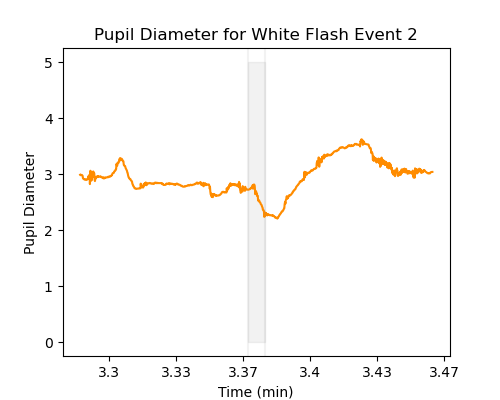 Pupil Diameter for White Flash Event 2
Pupil Diameter
5
4
3
2
1
0
3.3 3.33 3.37 3.4 3.43 3.47
Time (min)